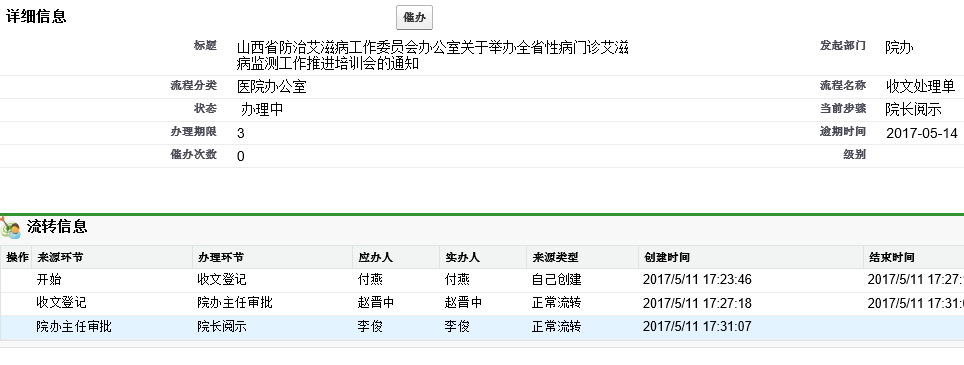 详细信息 催办
标题 山西省防治艾滋病工作委员会办公室关于举办全省性病门诊艾滋 发起部门 院办
病监测工作推进培训会的通知
流程分类 医院办公室 流程名称 收文处理单
状态 办理中 当前步骤 院长阅示
办理期限 3 逾期时间 2017-05-14
催办次数 0 级别
流转信息
操作 来源环节 办理环节 应办人 实办人 来源类型 创建时间 结束时间
开始 收文登记 付燕 付燕 自己创建 2017/5/11 17:23:46 2017/5/11 17:27:
收文登记 院办主任审批 赵晋中 赵晋中 正常流转 2017/5/11 17:27:18 2017/5/11 17:31:
院办主任审批 院长阅示 李俊 李俊 正常流转 2017/5/11 17:31:07